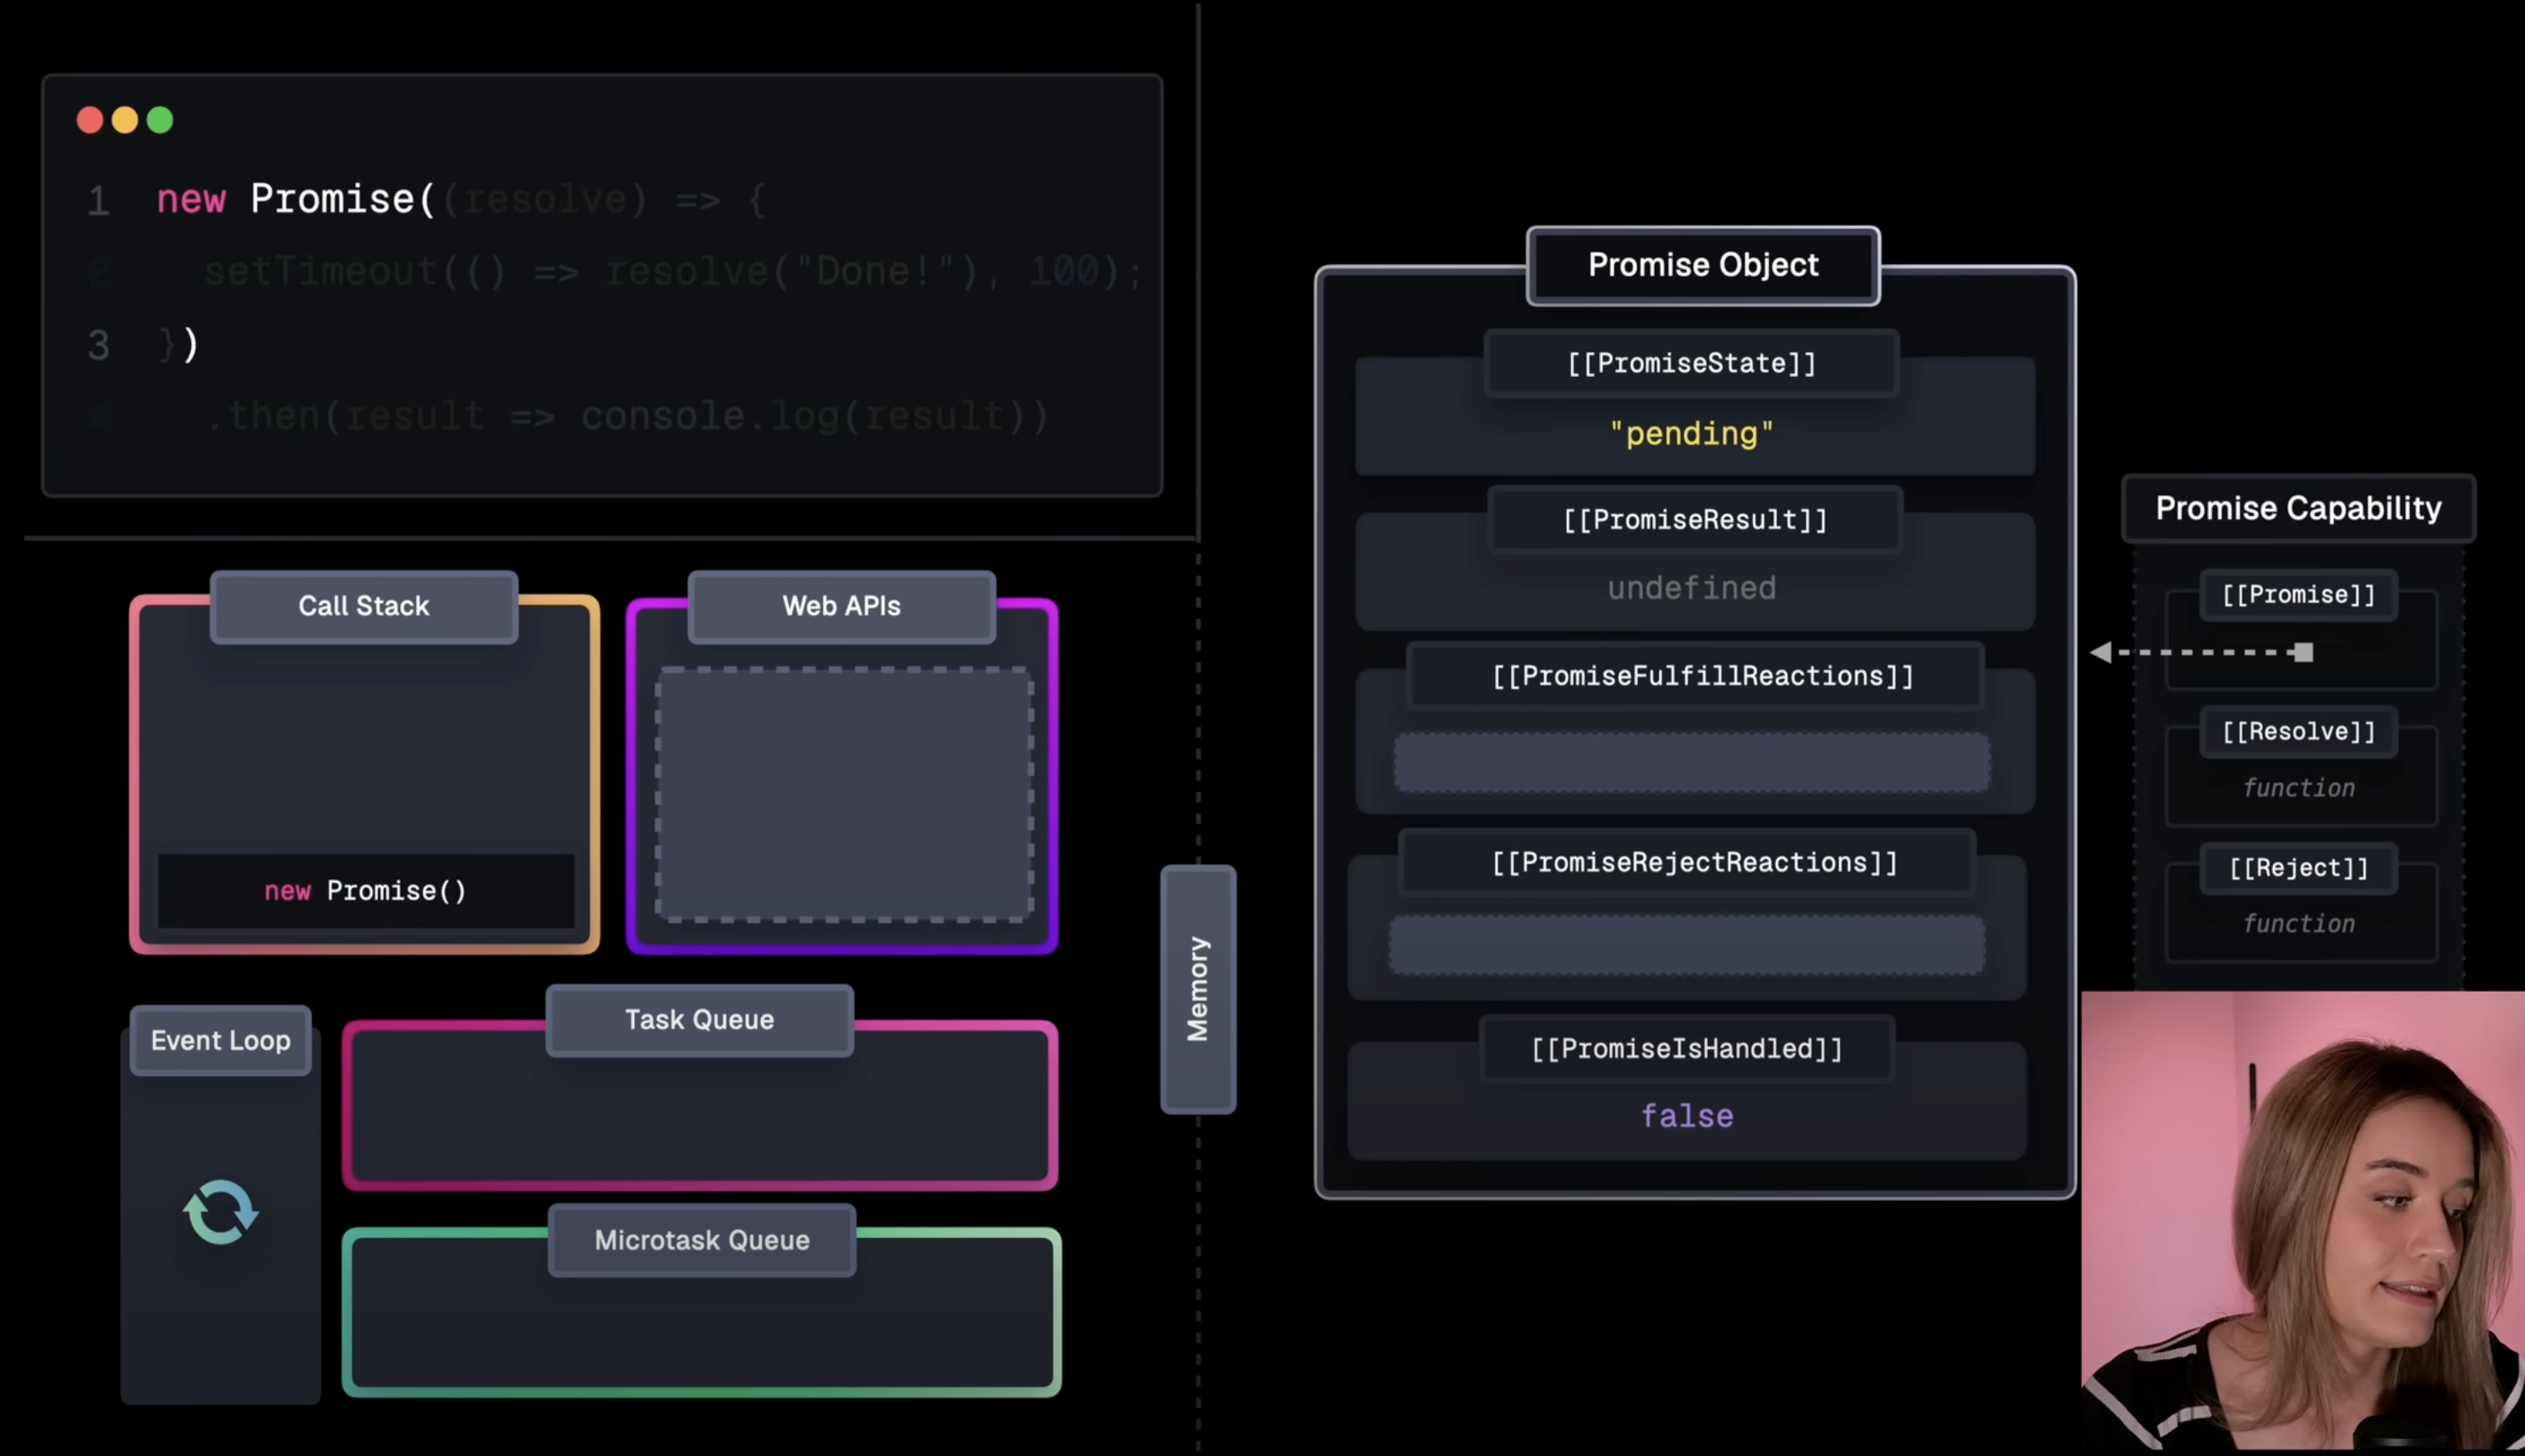 1 new Promise((resolve) => {
2 setTimeout(() => resolve("Done!"), 100);
3 })
4 .then(result => console.log(result))
Call Stack
new Promise()
Web APIs
Event Loop
Task Queue
Microtask Queue
Memory
Promise Object
[[PromiseState]]
"pending"
[[PromiseResult]]
undefined
[[PromiseFulfillReactions]]
[[PromiseRejectReactions]]
[[PromiseIsHandled]]
false
Promise Capability
[[Promise]]
[[Resolve]]
function
[[Reject]]
function